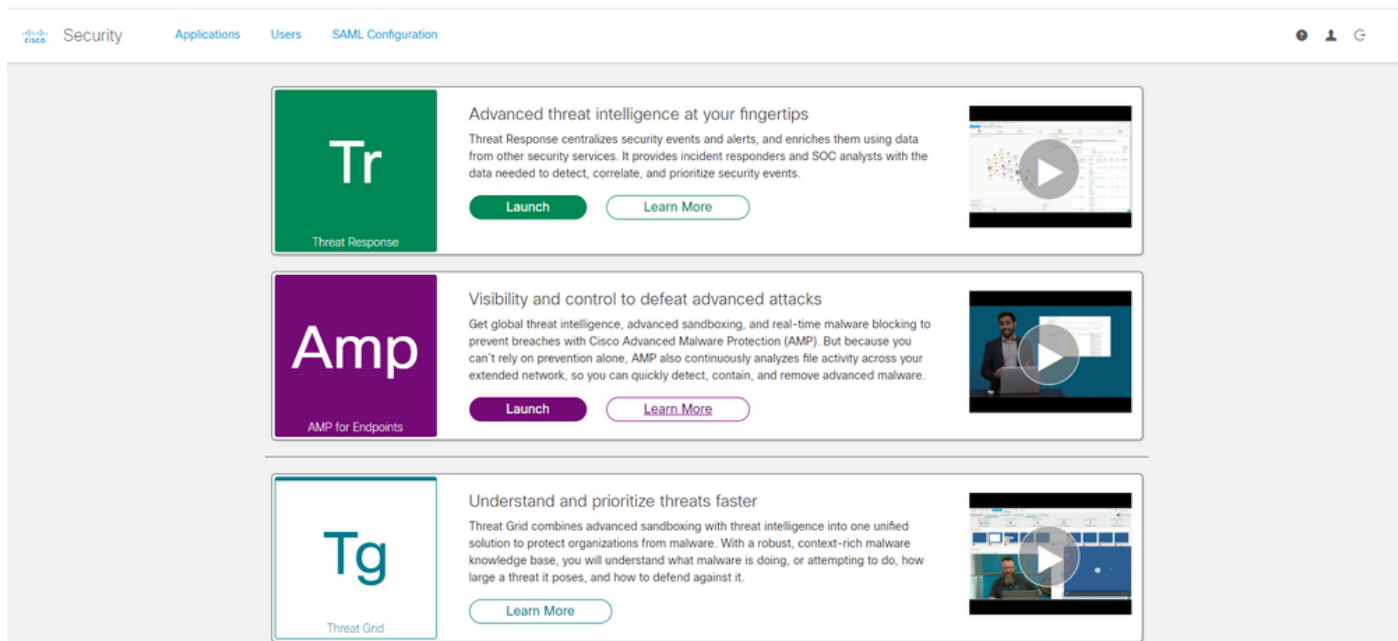 cisco Security Applications Users SAML Configuration
Tr
Threat Response
Advanced threat intelligence at your fingertips
Threat Response centralizes security events and alerts, and enriches them using data
from other security services. It provides incident responders and SOC analysts with the
data needed to detect, correlate, and prioritize security events.
Launch Learn More
Amp
AMP for Endpoints
Visibility and control to defeat advanced attacks
Get global threat intelligence, advanced sandboxing, and real-time malware blocking to
prevent breaches with Cisco Advanced Malware Protection (AMP). But because you
can't rely on prevention alone, AMP also continuously analyzes file activity across your
extended network, so you can quickly detect, contain, and remove advanced malware.
Launch Learn More
Tg
Threat Grid
Understand and prioritize threats faster
Threat Grid combines advanced sandboxing with threat intelligence into one unified
solution to protect organizations from malware. With a robust, context-rich malware
knowledge base, you will understand what malware is doing, or attempting to do, how
large a threat it poses, and how to defend against it.
Learn More